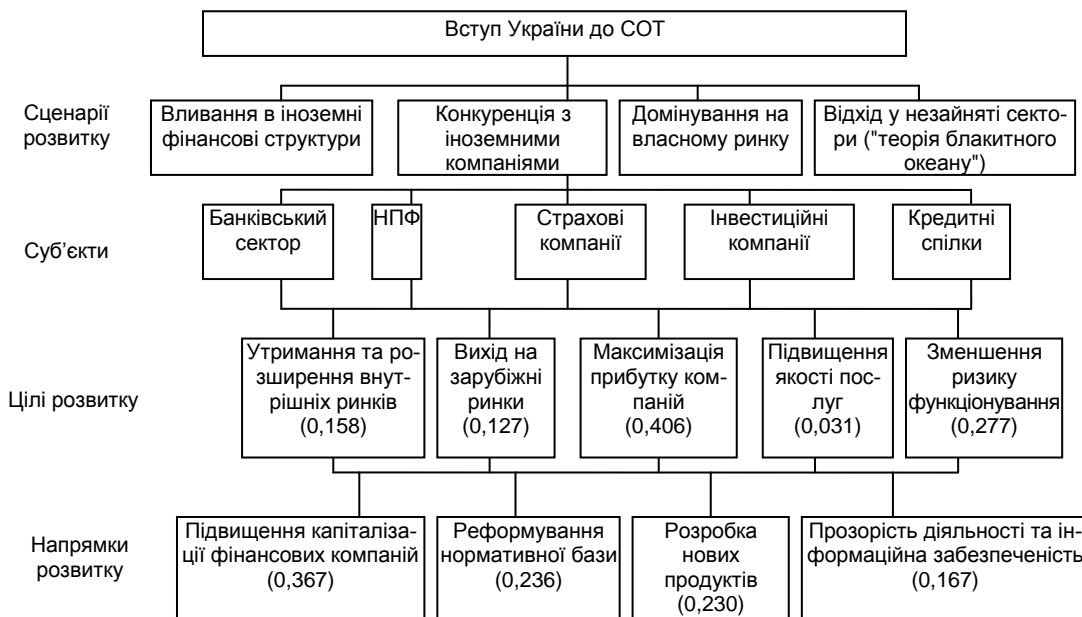 Вступ України до СОТ
Сценарії
розвитку
Вливання в іноземні
фінансові структури
Конкуренція з
іноземними
компаніями
Домінування на
власному ринку
Відхід у незайняті секто-
ри ("теорія блакитного
океану")
Суб’єкти
Банківський
сектор
НПФ
Страхові
компанії
Інвестиційні
компанії
Кредитні
спілки
Цілі розвитку
Утримання та ро-
зширення внут-
рішніх ринків
(0,158)
Вихід на
зарубіжні
ринки
(0,127)
Максимізація
прибутку ком-
паній
(0,406)
Підвищення
якості пос-
луг
(0,031)
Зменшення
ризику
функціонування
(0,277)
Напрямки
розвитку
Підвищення капіталізa-
ції фінансових компаній
(0,367)
Реформування
нормативної бази
(0,236)
Розробка
нових
продуктів
(0,230)
Прозорість діяльності та ін-
формаційна забезпеченість
(0,167)